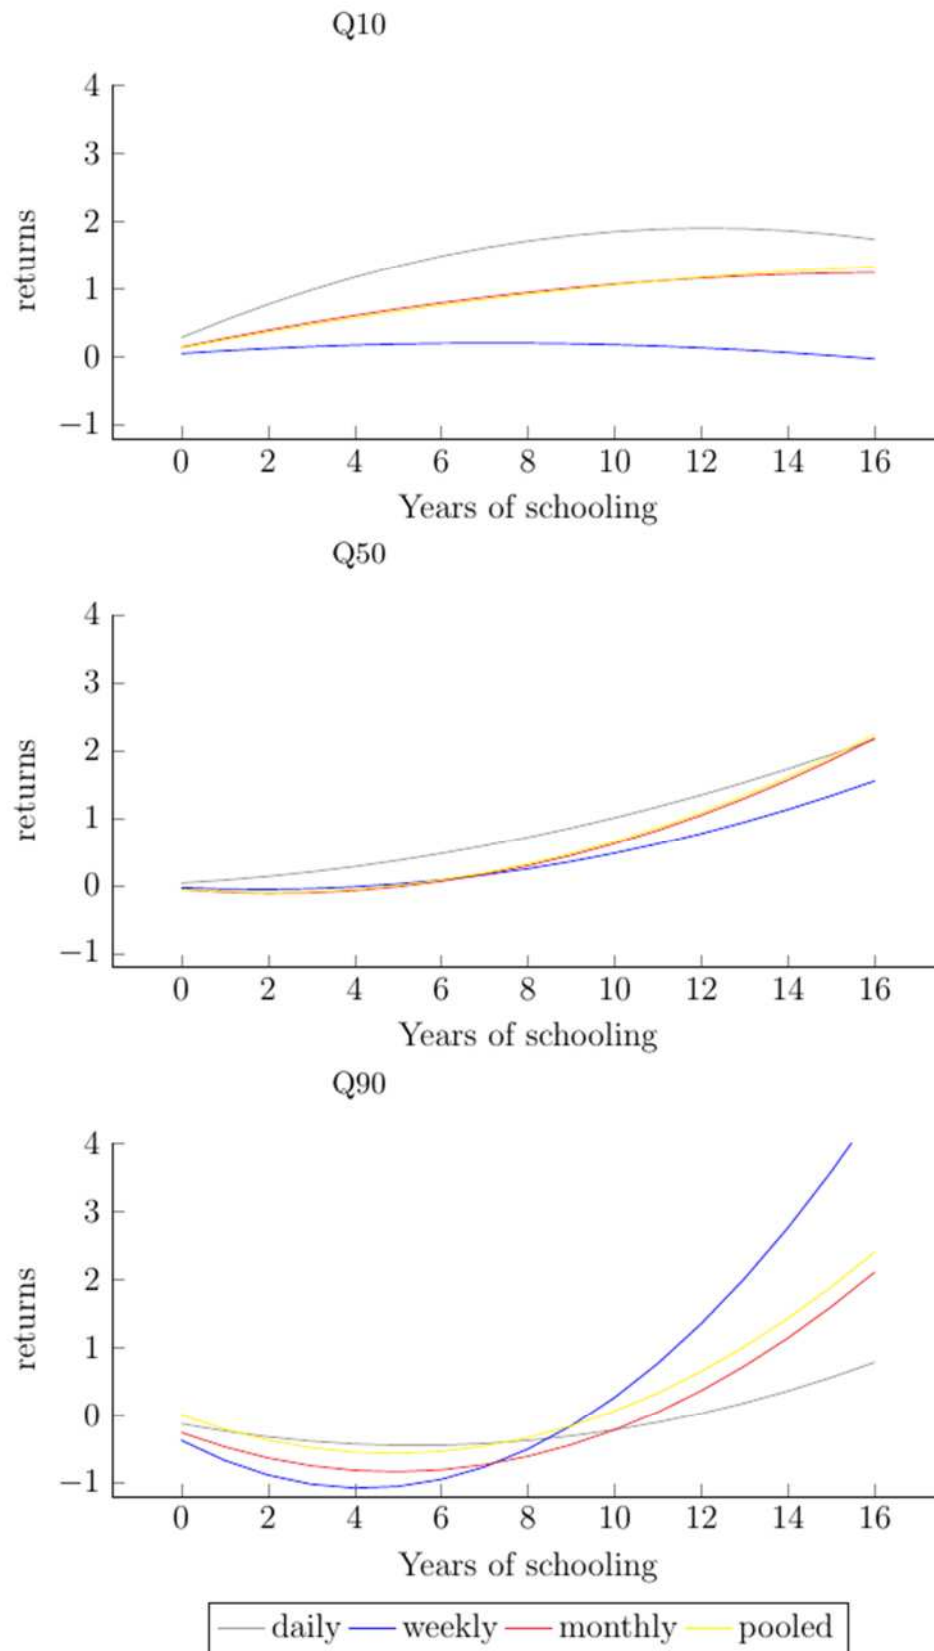 Q10
4
3
2
1
0
−1
returns
0 2 4 6 8 10 12 14 16
Years of schooling
Q50
4
3
2
1
0
−1
returns
0 2 4 6 8 10 12 14 16
Years of schooling
Q90
4
3
2
1
0
−1
returns
0 2 4 6 8 10 12 14 16
Years of schooling
daily weekly monthly pooled